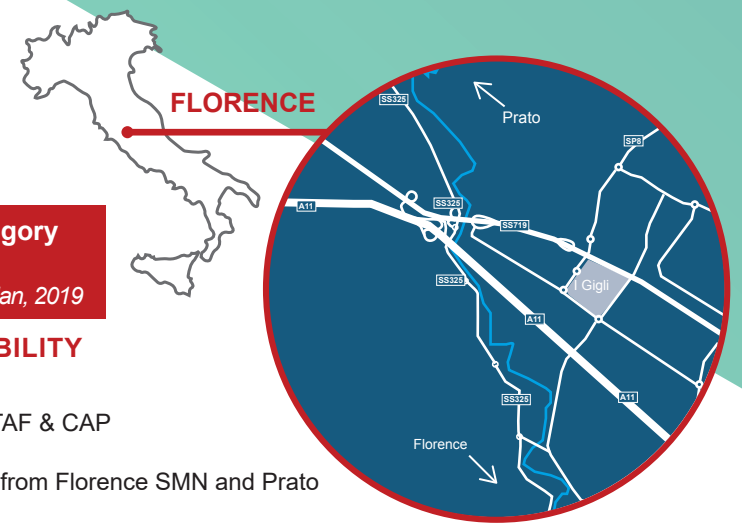 FLORENCE
SS325
Prato
SP8
SS325
A11
SS719
SS325
I Gigli
A11
A11
SS325
Florence
gory
an, 2019
BILITY
TAF & CAP
from Florence SMN and Prato